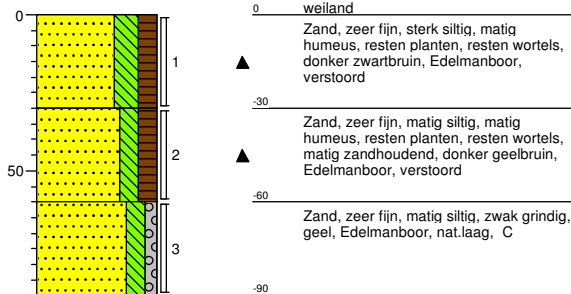 0
weiland
0
Zand, zeer fijn, sterk siltig, matig
humeus, resten planten, resten wortels,
donker zwartbruin, Edelmanboor,
verstoord
1
-30
Zand, zeer fijn, matig siltig, matig
humeus, resten planten, resten wortels,
matig zandhoudend, donker geelbruin,
Edelmanboor, verstoord
2
50
-60
Zand, zeer fijn, matig siltig, zwak grindig,
geel, Edelmanboor, nat.laag, C
3
-90